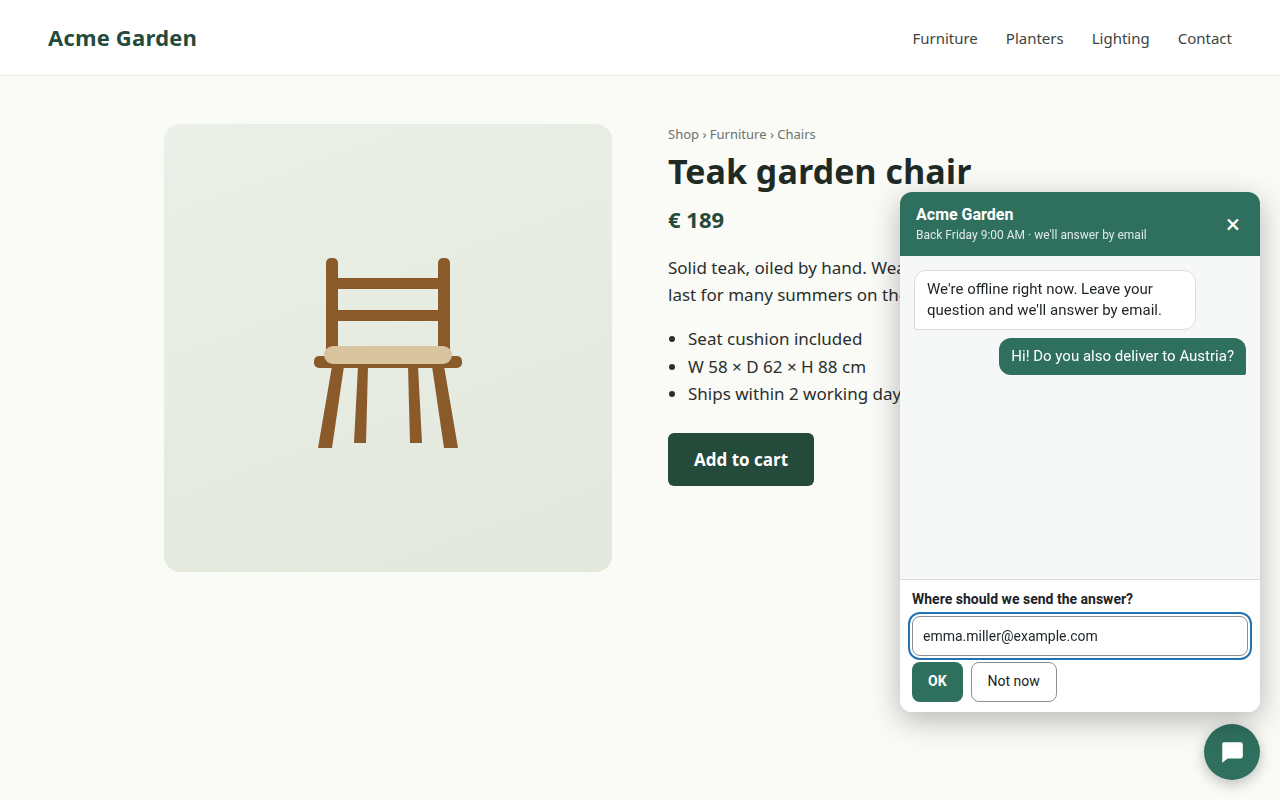 Acme Garden
Furniture
Planters
Lighting
Contact
Shop › Furniture › Chairs
Teak garden chair
€ 189
Solid teak, oiled by hand.
last for many summers on
• Seat cushion included
• W 58 × D 62 × H 88 cm
• Ships within 2 working
Add to cart
Acme Garden
Back Friday 9:00 AM · we'll answer by email
We're offline right now. Leave your
question and we'll answer by email.
Hi! Do you also deliver to Austria?
Where should we send the answer?
emma.miller@example.com
OK
Not now